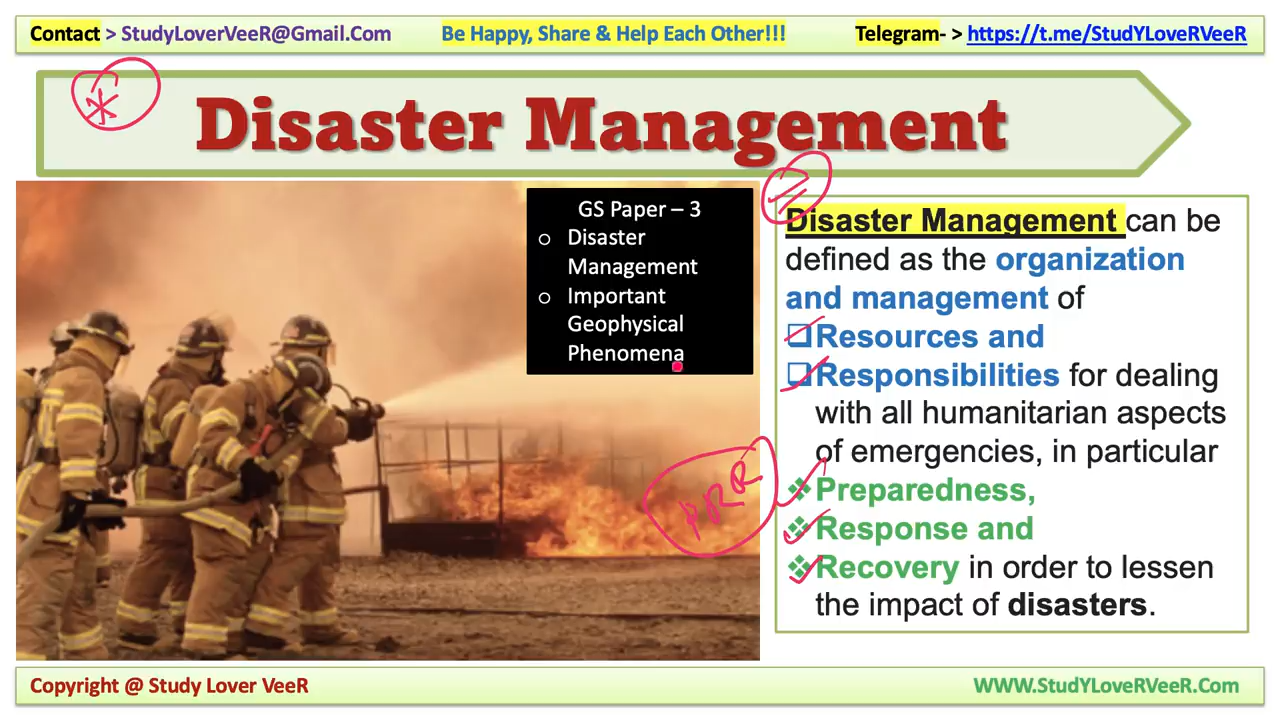 Contact > StudyLoverVeeR@Gmail.Com
Be Happy, Share & Help Each Other!!!
Telegram- > https://t.me/StudYLoveRVeeR
Disaster Management
GS Paper – 3
o Disaster
Management
o Important
Geophysical
Phenomena
Disaster Management can be
defined as the organization
and management of
Resources and
Responsibilities for dealing
with all humanitarian aspects
of emergencies, in particular
Preparedness,
Response and
Recovery in order to lessen
the impact of disasters.
PRR
Copyright @ Study Lover VeeR
WWW.StudYLoveRVeeR.Com